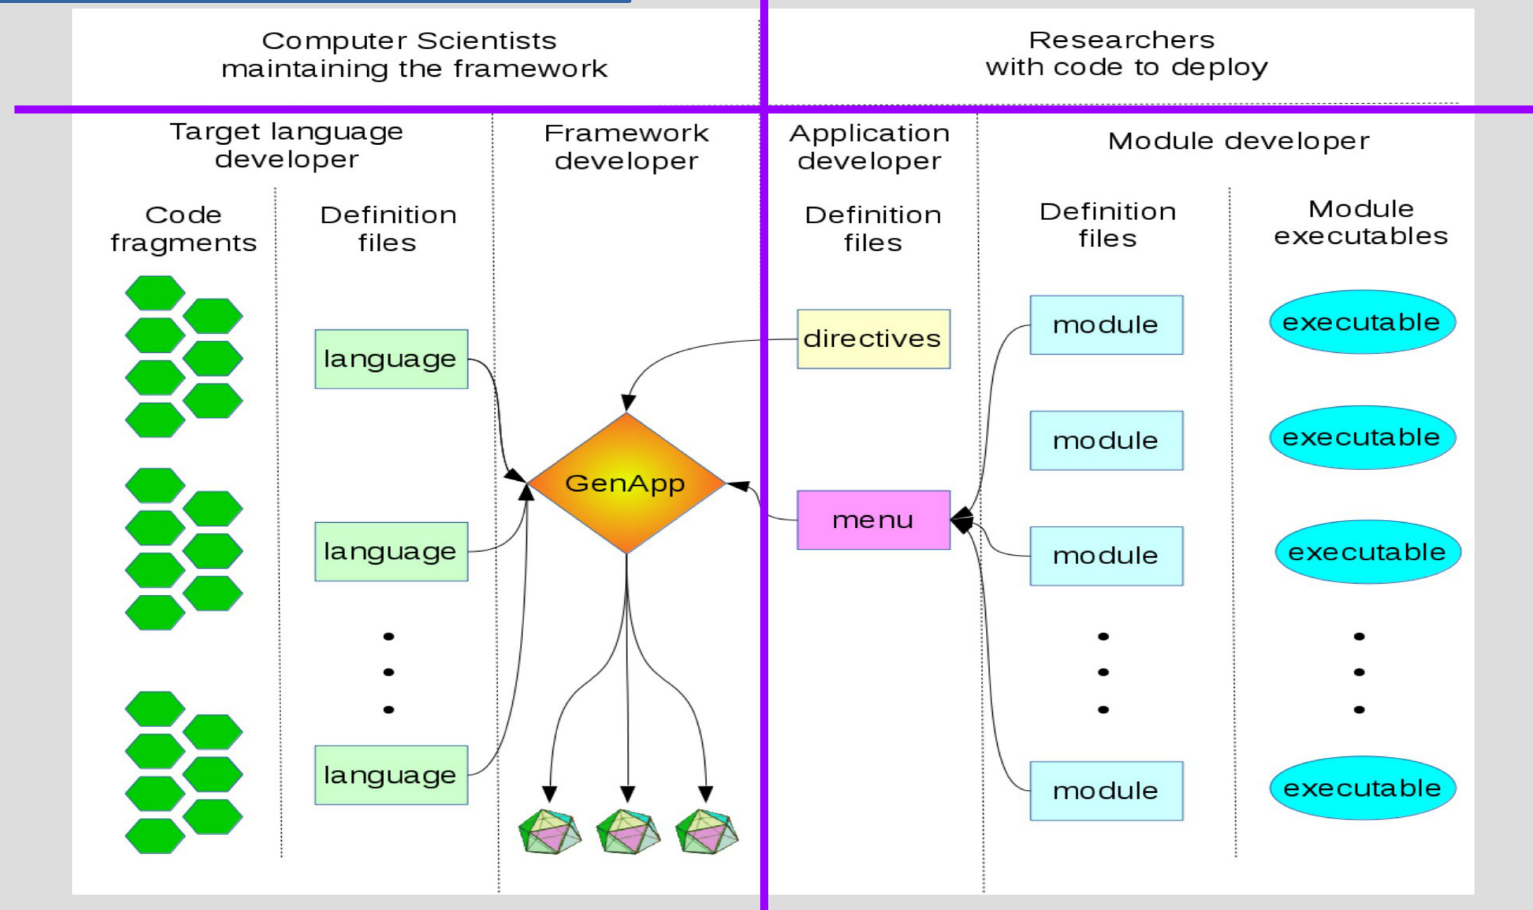 Computer Scientists
maintaining the framework
Researchers
with code to deploy
Target language
developer
Framework
developer
Application
developer
Module developer
Code
fragments
Definition
files
Definition
files
Definition
files
Module
executables
language
language
language
GenApp
directives
menu
module
module
module
module
executable
executable
executable
executable